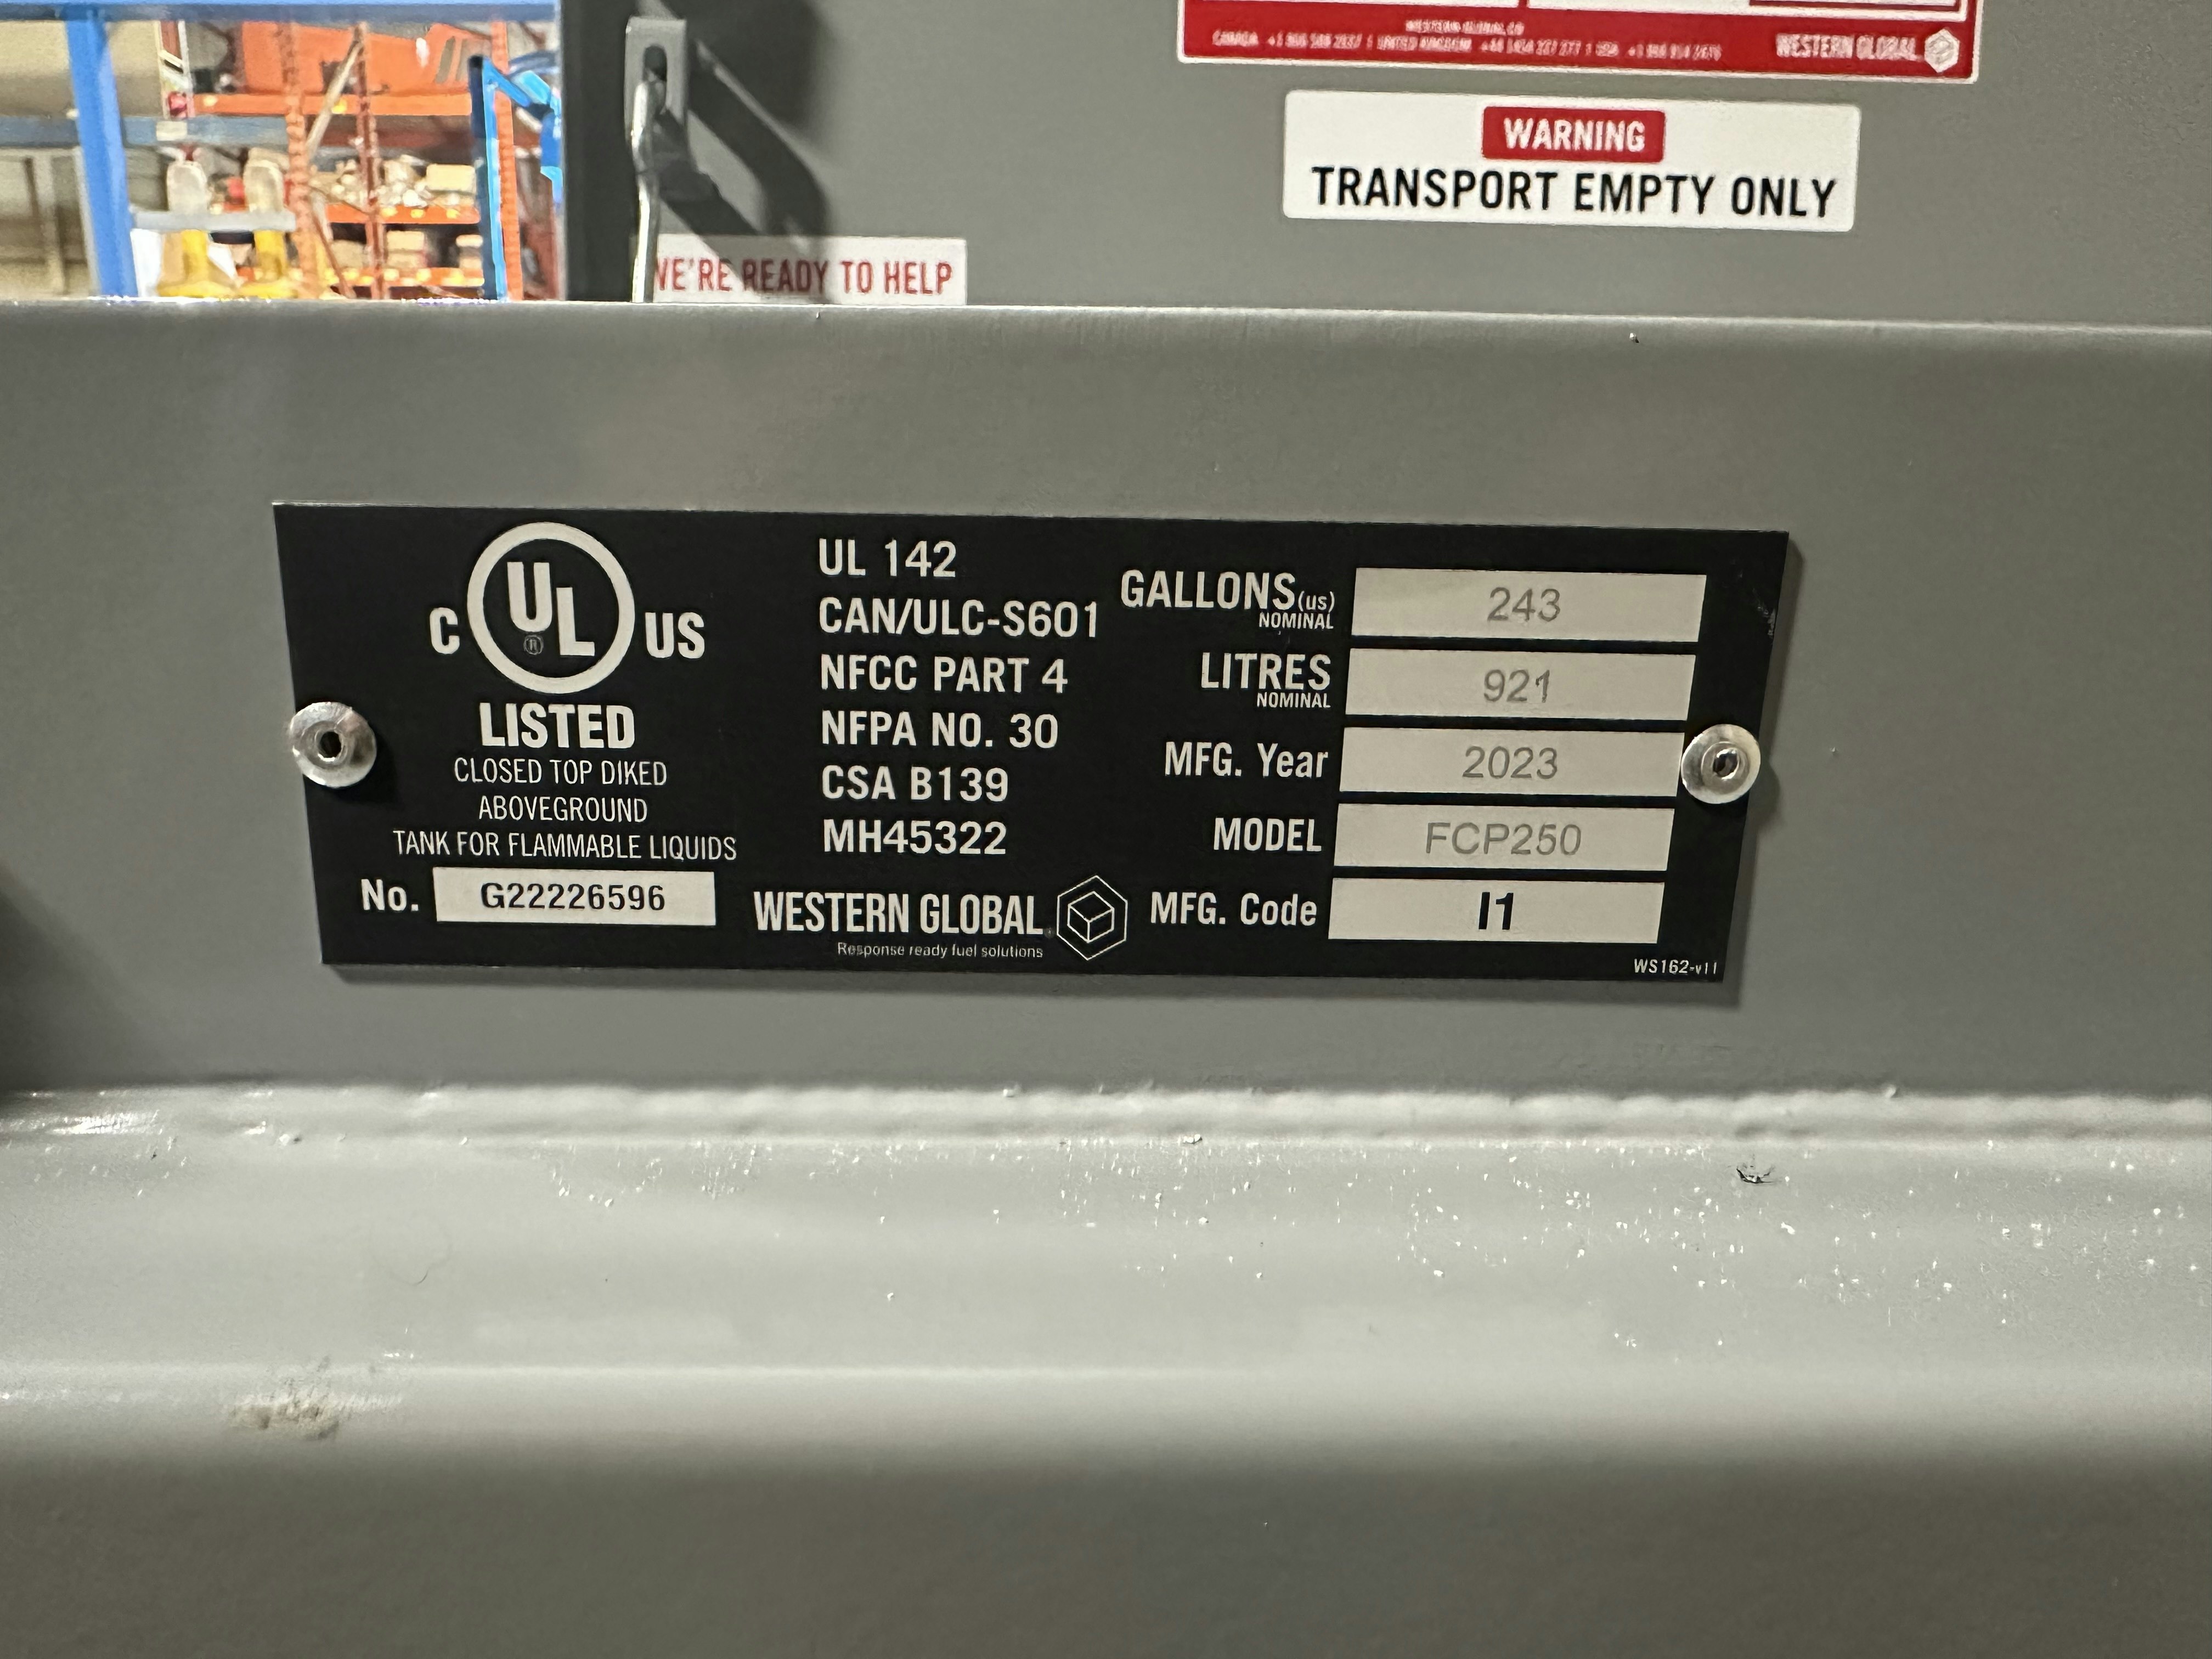 WESTERN GLOBAL
WARNING
TRANSPORT EMPTY ONLY
WE'RE READY TO HELP
C UL ® US
LISTED
CLOSED TOP DIKED
ABOVEGROUND
TANK FOR FLAMMABLE LIQUIDS
No. G22226596
UL 142
CAN/ULC-S601
NFCC PART 4
NFPA NO. 30
CSA B139
MH45322
WESTERN GLOBAL
Response ready fuel solutions
GALLONS(us) 243
NOMINAL
LITRES 921
NOMINAL
MFG. Year 2023
MODEL FCP250
MFG. Code I1
WS162-v11